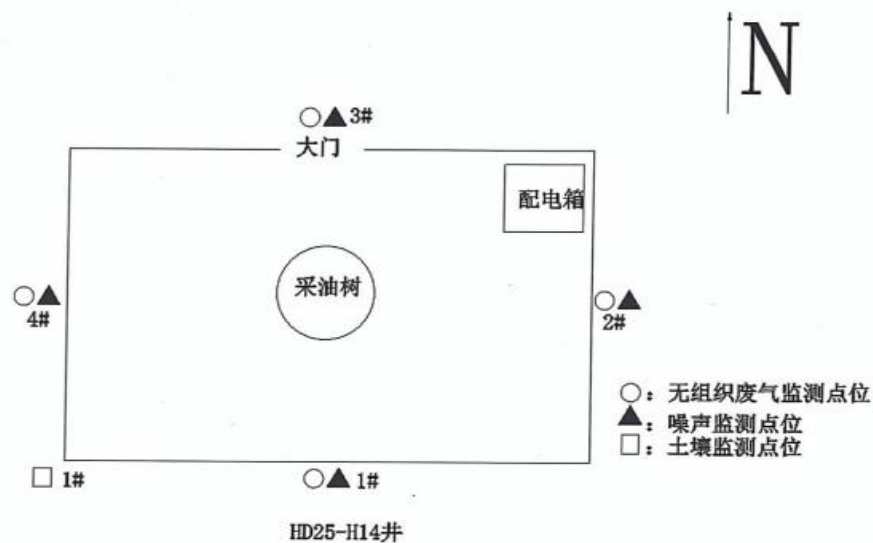 N
3#
大门
配电箱
采油树
4#
2#
○：无组织废气监测点位
▲：噪声监测点位
□：土壤监测点位
1#
1#
HD25-H14井